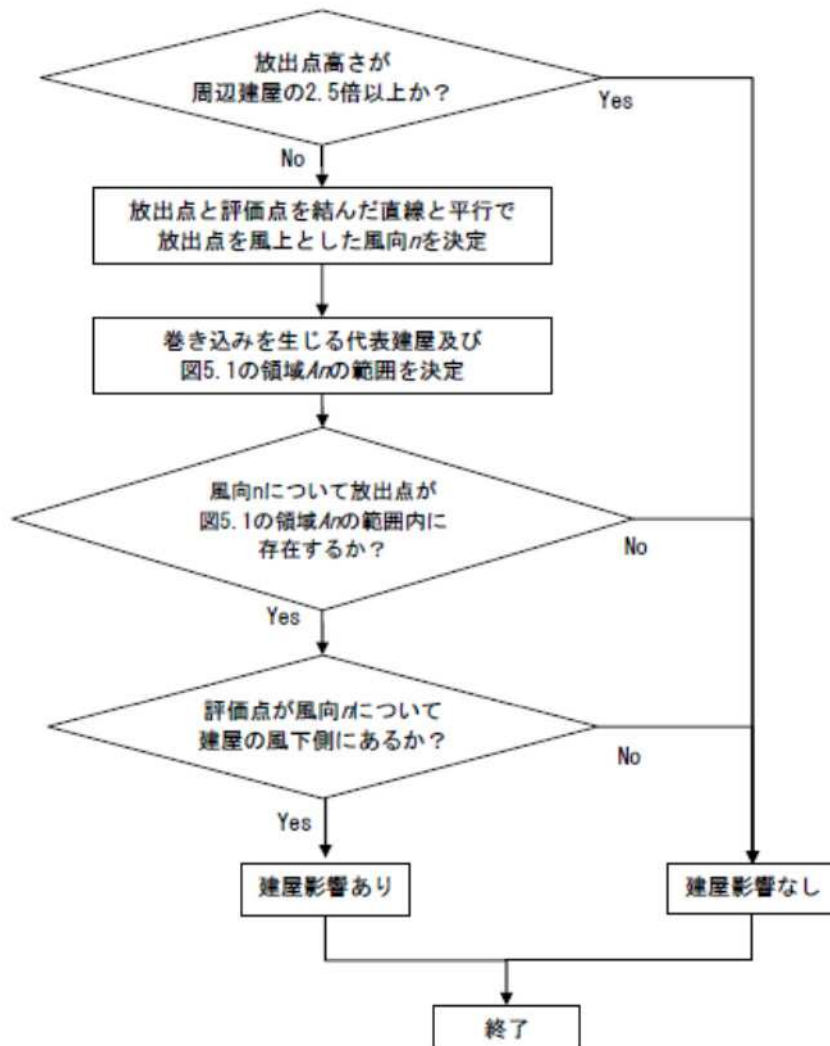 放出点高さが
周辺建屋の2.5倍以上か？
Yes
No
放出点と評価点を結んだ直線と平行で
放出点を風上とした風向nを決定
巻き込みを生じる代表建屋及び
図5.1の領域Anの範囲を決定
風向nについて放出点が
図5.1の領域Anの範囲内に
存在するか？
No
Yes
評価点が風向nについて
建屋の風下側にあるか？
No
Yes
建屋影響あり
建屋影響なし
終了